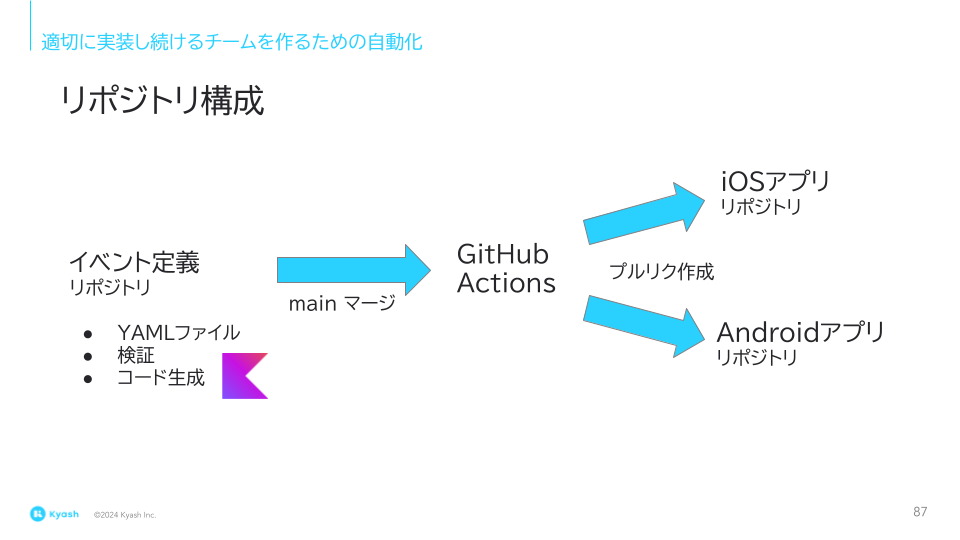 適切に実装し続けるチームを作るための自動化
リポジトリ構成
イベント定義
リポジトリ
● YAMLファイル
● 検証
● コード生成
main マージ
GitHub
Actions
プルリク作成
iOSアプリ
リポジトリ
Androidアプリ
リポジトリ
Kyash
©2024 Kyash Inc.
87